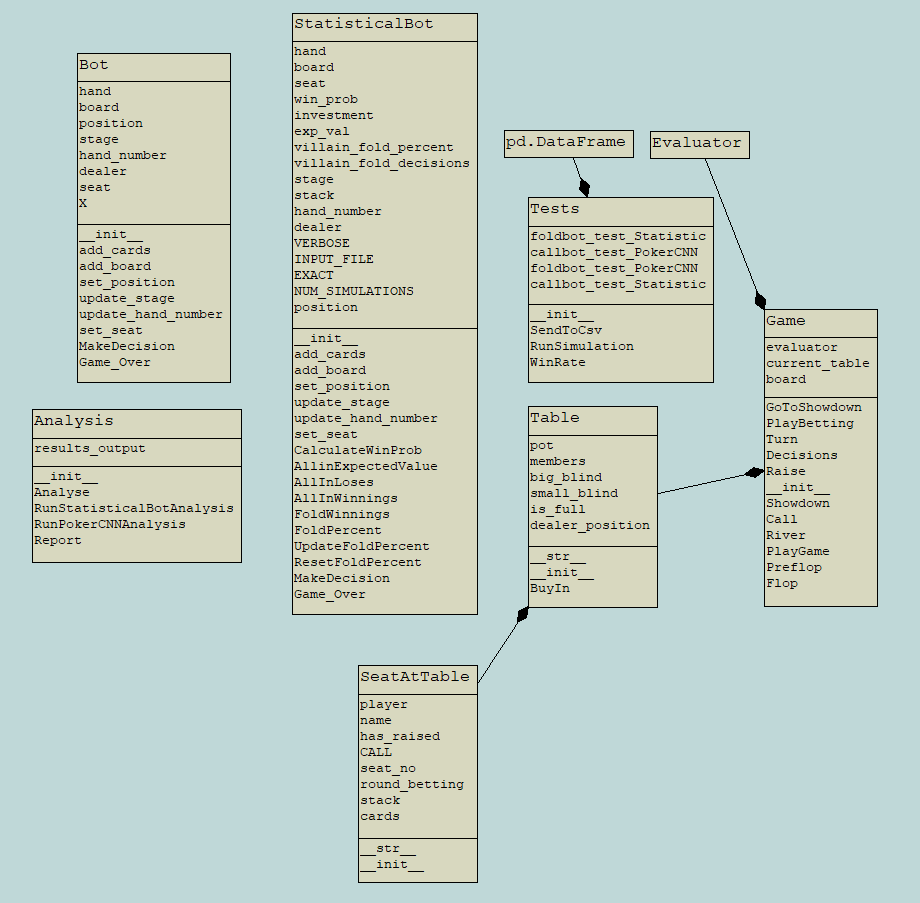 Bot
hand
board
position
stage
hand_number
dealer
seat
X
__init__
add_cards
add_board
set_position
update_stage
update_hand_number
set_seat
MakeDecision
Game_Over
StatisticalBot
hand
board
seat
win_prob
investment
exp_val
villain_fold_percent
villain_fold_decisions
stage
stack
hand_number
dealer
VERBOSE
INPUT_FILE
EXACT
NUM_SIMULATIONS
position
__init__
add_cards
add_board
set_position
update_stage
update_hand_number
set_seat
CalculateWinProb
AllinExpectedValue
AllInLoses
AllInWinnings
FoldWinnings
FoldPercent
UpdateFoldPercent
ResetFoldPercent
MakeDecision
Game_Over
pd.DataFrame
Evaluator
Tests
foldbot_test_Statistic
callbot_test_PokerCNN
foldbot_test_PokerCNN
callbot_test_Statistic
__init__
SendToCsv
RunSimulation
WinRate
Game
evaluator
current_table
board
GoToShowdown
PlayBetting
Turn
Decisions
Raise
__init__
Showdown
Call
River
PlayGame
Preflop
Flop
Analysis
results_output
__init__
Analyse
RunStatisticalBotAnalysis
RunPokerCNNAnalysis
Report
Table
pot
members
big_blind
small_blind
is_full
dealer_position
__str__
__init__
BuyIn
SeatAtTable
player
name
has_raised
CALL
seat_no
round_betting
stack
cards
__str__
__init__